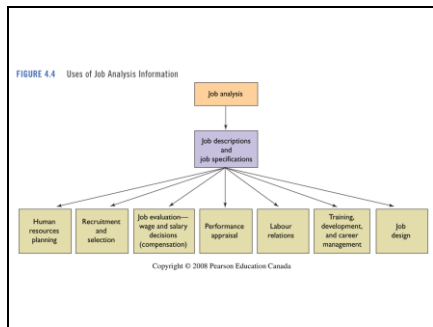 FIGURE 4.4 Uses of Job Analysis Information
Job analysis
Job descriptions
and
job specifications
Human
resources
planning
Recruitment
and
selection
Job evaluation—
wage and salary
decisions
(compensation)
Performance
appraisal
Labour
relations
Training,
development,
and career
management
Job
design
Copyright © 2008 Pearson Education Canada